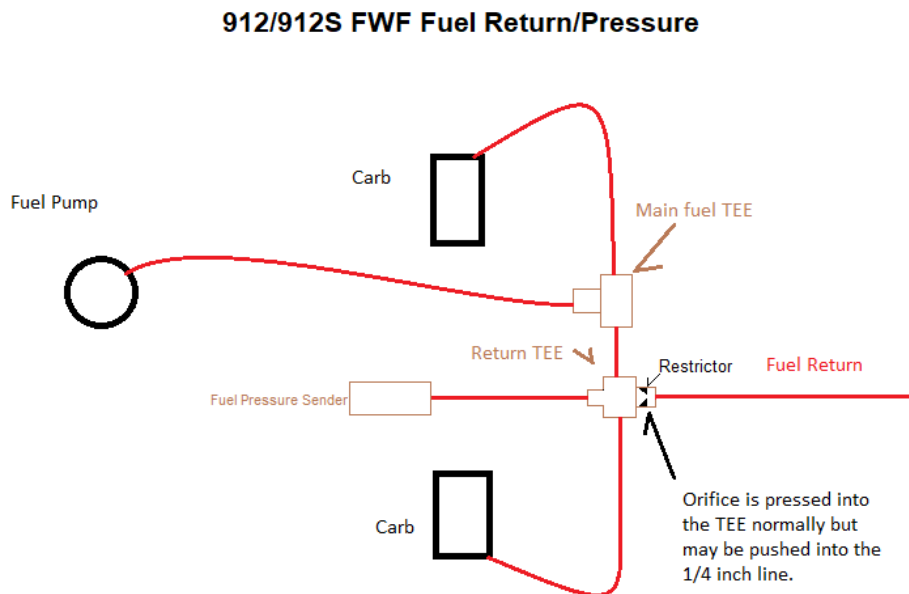 912/912S FWF Fuel Return/Pressure
Carb
Fuel Pump
Main fuel TEE
Return TEE
Restrictor
Fuel Return
Fuel Pressure Sender
Orifice is pressed into
the TEE normally but
may be pushed into the
1/4 inch line.
Carb